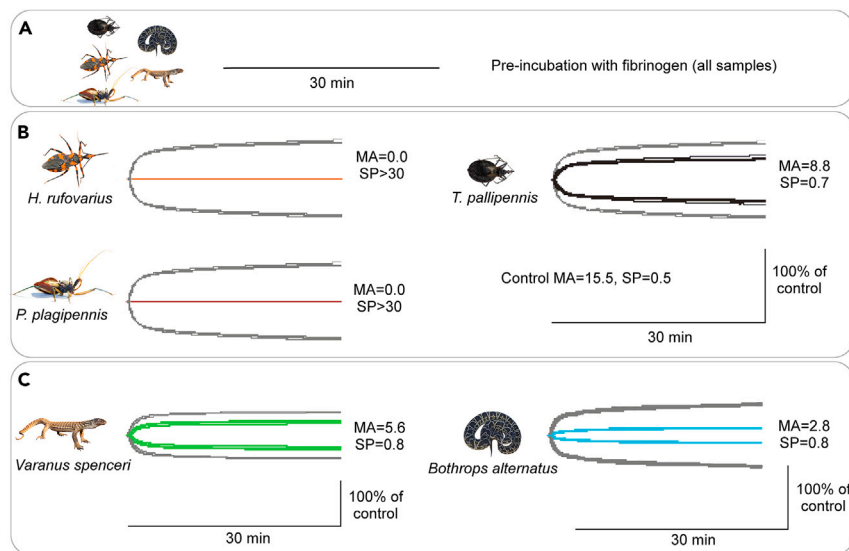 A
30 min
Pre-incubation with fibrinogen (all samples)
B
H. rufovarius
MA=0.0
SP>30
T. pallipennis
MA=8.8
SP=0.7
P. plagipennis
MA=0.0
SP>30
Control MA=15.5, SP=0.5
100% of
control
30 min
C
Varanus spenceri
MA=5.6
SP=0.8
100% of
control
30 min
Bothrops alternatus
MA=2.8
SP=0.8
100% of
control
30 min